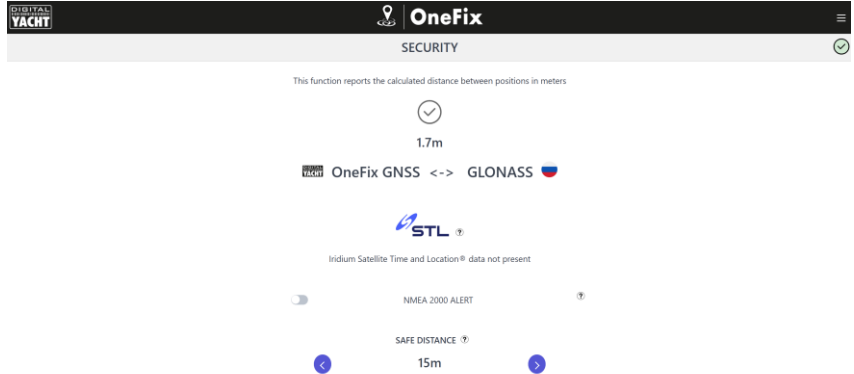 DIGITAL
YACHT
OneFix
SECURITY
This function reports the calculated distance between positions in meters
1.7m
YACHT OneFix GNSS <-> GLONASS
STL ?
Iridium Satellite Time and Location® data not present
NMEA 2000 ALERT ?
SAFE DISTANCE ?
< 15m >